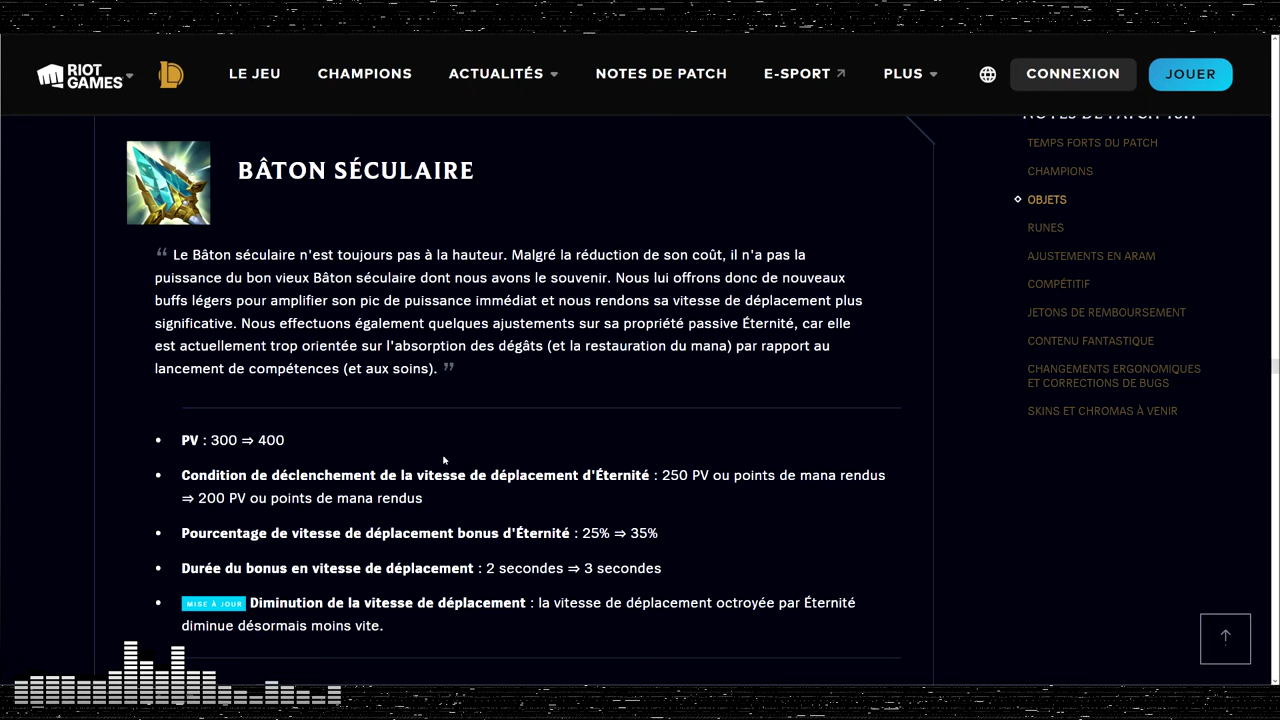 RIOT GAMES
LE JEU CHAMPIONS ACTUALITÉS NOTES DE PATCH E-SPORT PLUS CONNEXION JOUER
BÂTON SÉCULAIRE
“ Le Bâton séculaire n'est toujours pas à la hauteur. Malgré la réduction de son coût, il n'a pas la
puissance du bon vieux Bâton séculaire dont nous avons le souvenir. Nous lui offrons donc de nouveaux
buffs légers pour amplifier son pic de puissance immédiat et nous rendons sa vitesse de déplacement plus
significative. Nous effectuons également quelques ajustements sur sa propriété passive Éternité, car elle
est actuellement trop orientée sur l'absorption des dégâts (et la restauration du mana) par rapport au
lancement de compétences (et aux soins). ”
• PV : 300 ⇒ 400
• Condition de déclenchement de la vitesse de déplacement d'Éternité : 250 PV ou points de mana rendus
⇒ 200 PV ou points de mana rendus
• Pourcentage de vitesse de déplacement bonus d'Éternité : 25% ⇒ 35%
• Durée du bonus en vitesse de déplacement : 2 secondes ⇒ 3 secondes
• MISE À JOUR Diminution de la vitesse de déplacement : la vitesse de déplacement octroyée par Éternité
diminue désormais moins vite.
NOTES DE PATCH
TEMPS FORTS DU PATCH
CHAMPIONS
OBJETS
RUNES
AJUSTEMENTS EN ARAM
COMPÉTITIF
JETONS DE REMBOURSEMENT
CONTENU FANTASTIQUE
CHANGEMENTS ERGONOMIQUES
ET CORRECTIONS DE BUGS
SKINS ET CHROMAS À VENIR